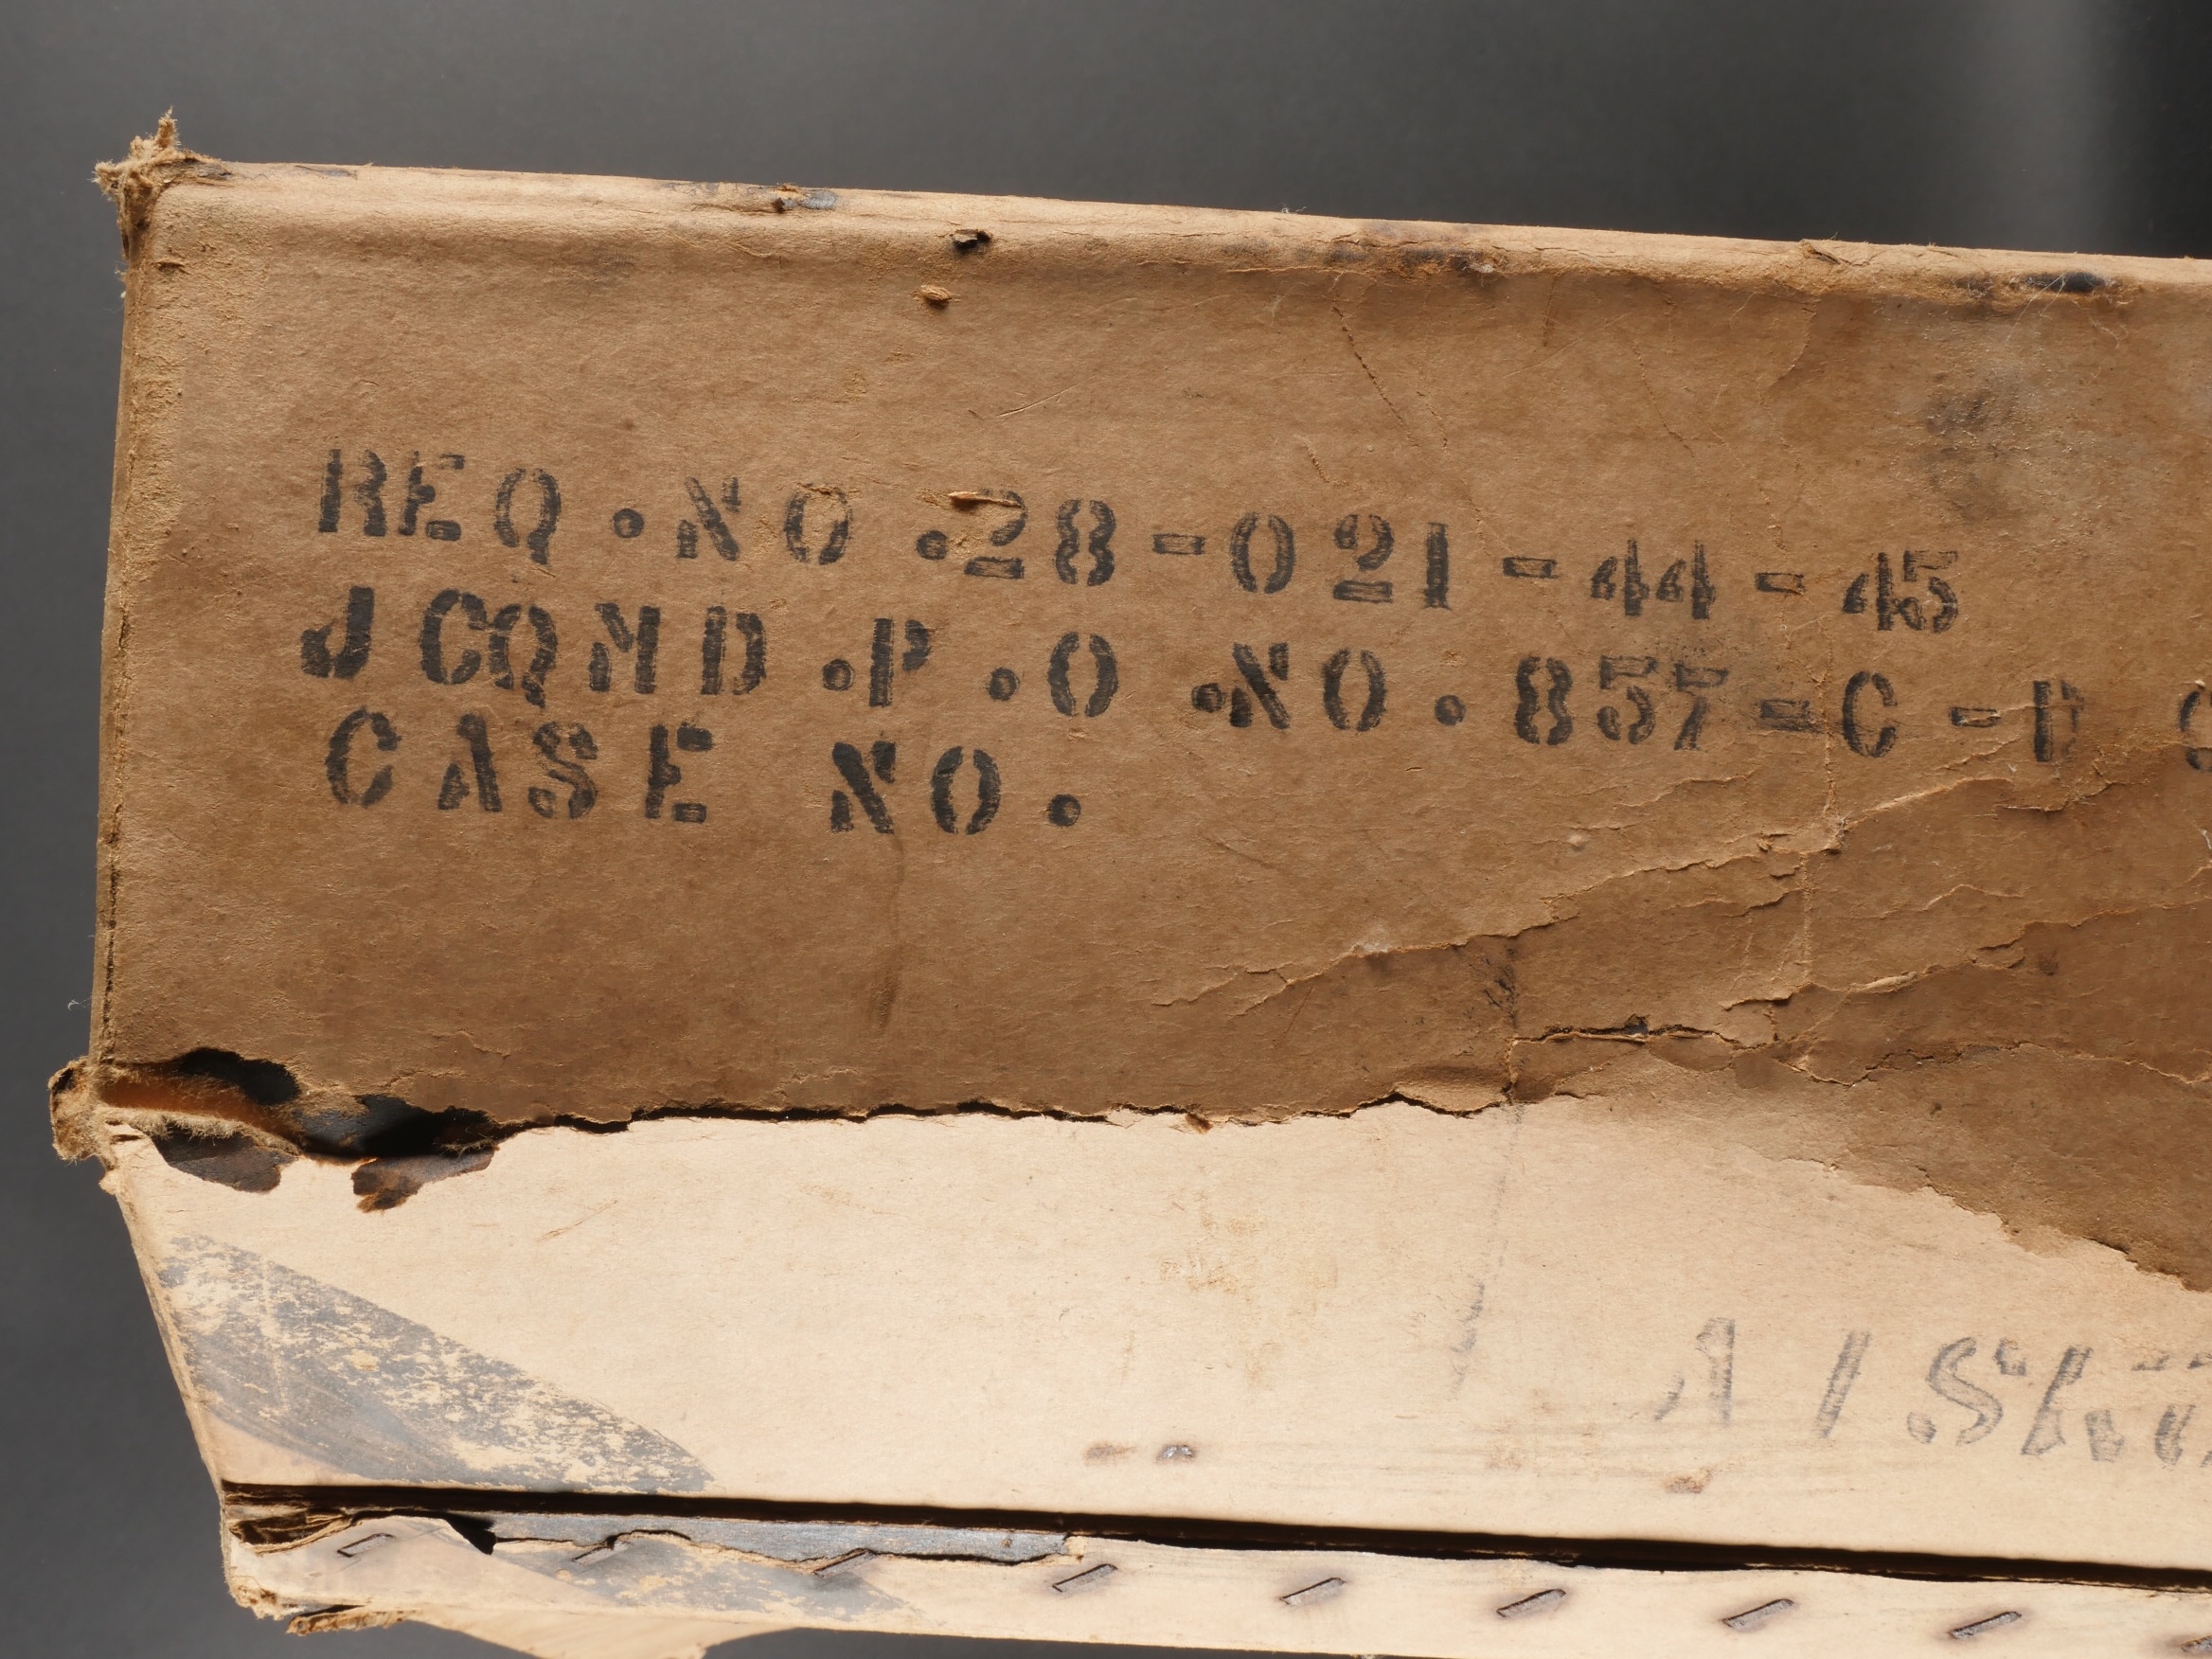 REQ.NO.28-021-44-45
JCQMD.P.O.NO.857-C-D
CASE NO.